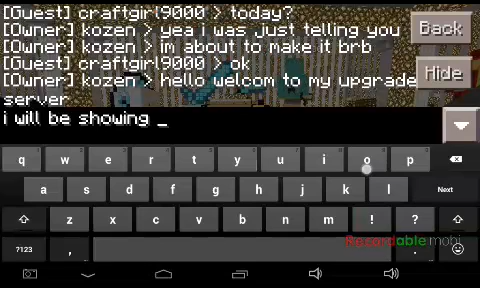 [Guest] craftgirl9000 > today?
[Owner] kozen > yea i was just telling you
[Owner] kozen > im about to make it brb
[Guest] craftgirl9000 > ok
[Owner] kozen > hello welcom to my upgrade
server
Back
Hide
i will be showing _
q w e r t y u i o p
a s d f g h j k l Next
z x c v b n m ! ?
?123 , .
Recordable mobi